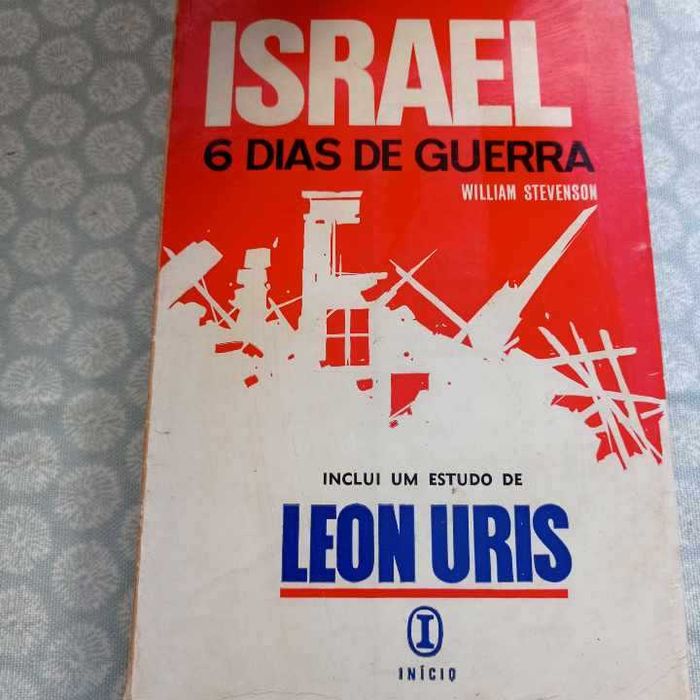 ISRAEL
6 DIAS DE GUERRA
WILLIAM STEVENSON
INCLUI UM ESTUDO DE
LEON URIS
I
INÍCIO